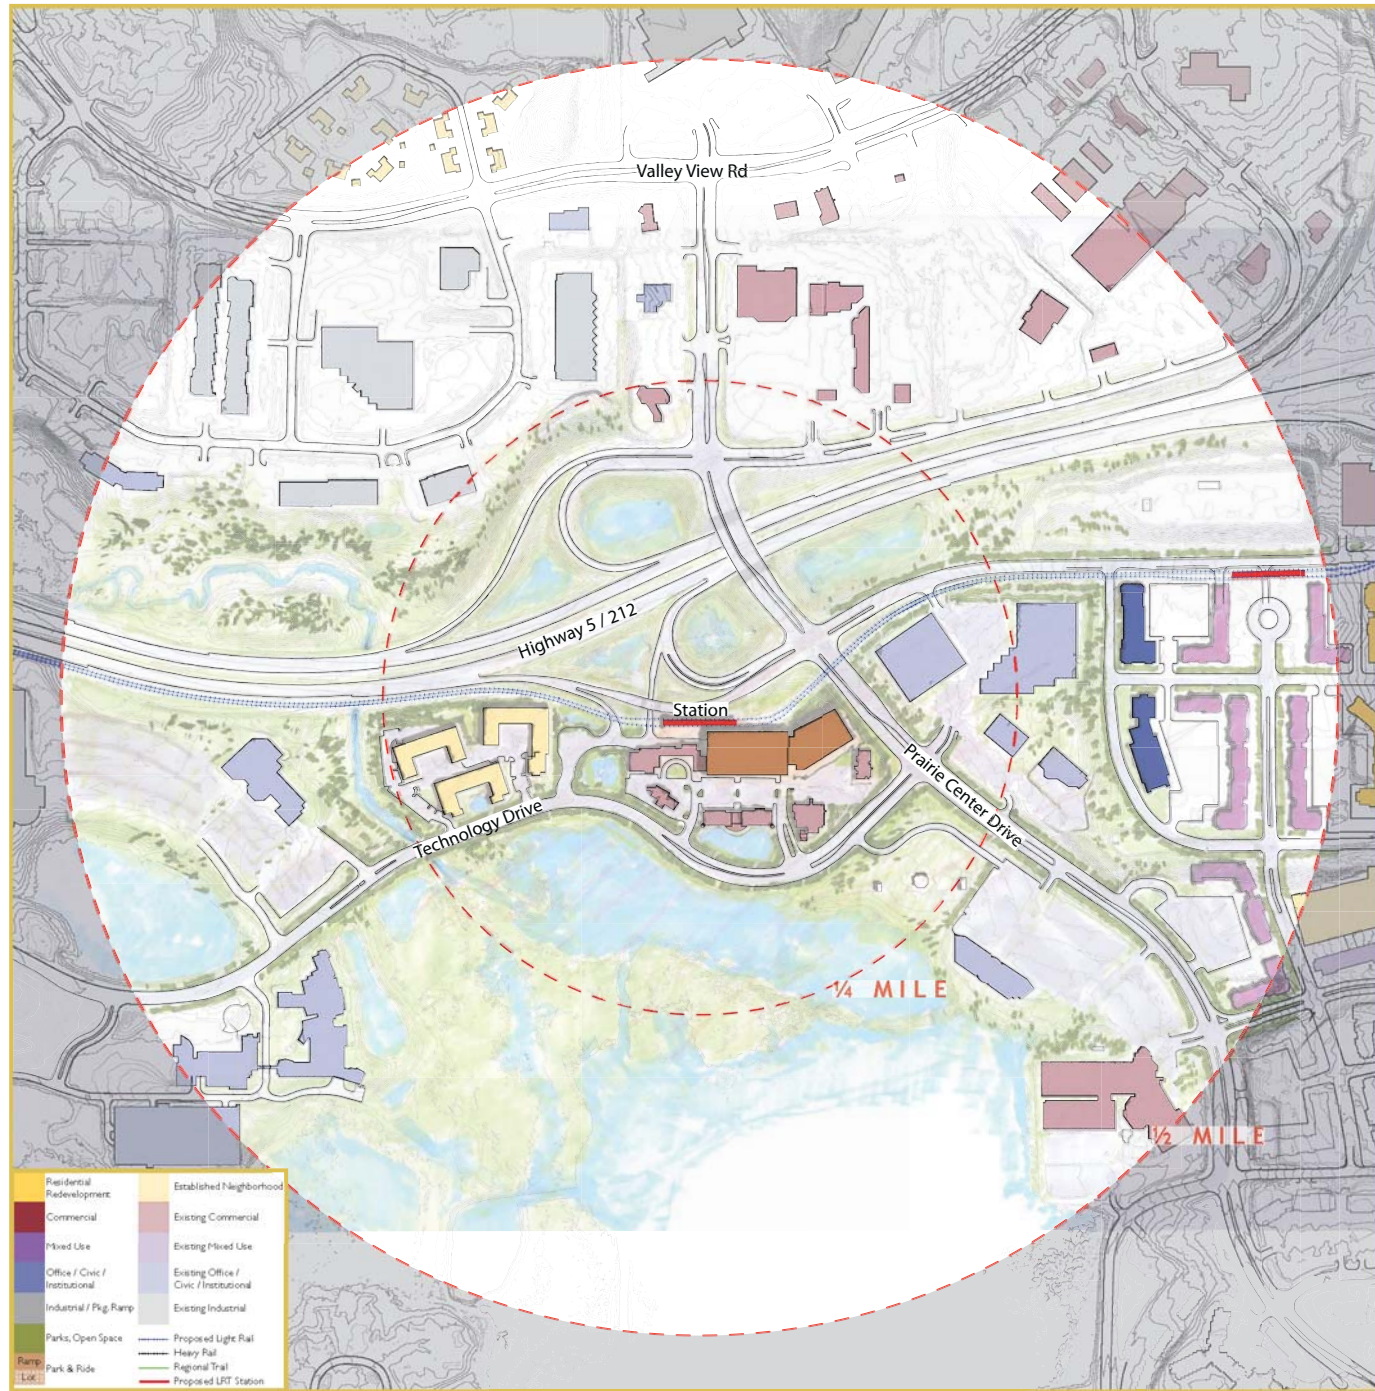 Valley View Rd
Highway 5 / 212
Station
Technology Drive
Prairie Center Drive
1/4 MILE
1/2 MILE
Residential
Redevelopment
Commercial
Mixed Use
Office / Civic /
Institutional
Industrial / Pkg. Ramp
Parks, Open Space
Ramp
Lot
Park & Ride
Established Neighborhood
Existing Commercial
Existing Mixed Use
Existing Office /
Civic / Institutional
Existing Industrial
Proposed Light Rail
Heavy Rail
Regional Trail
Proposed LRT Station